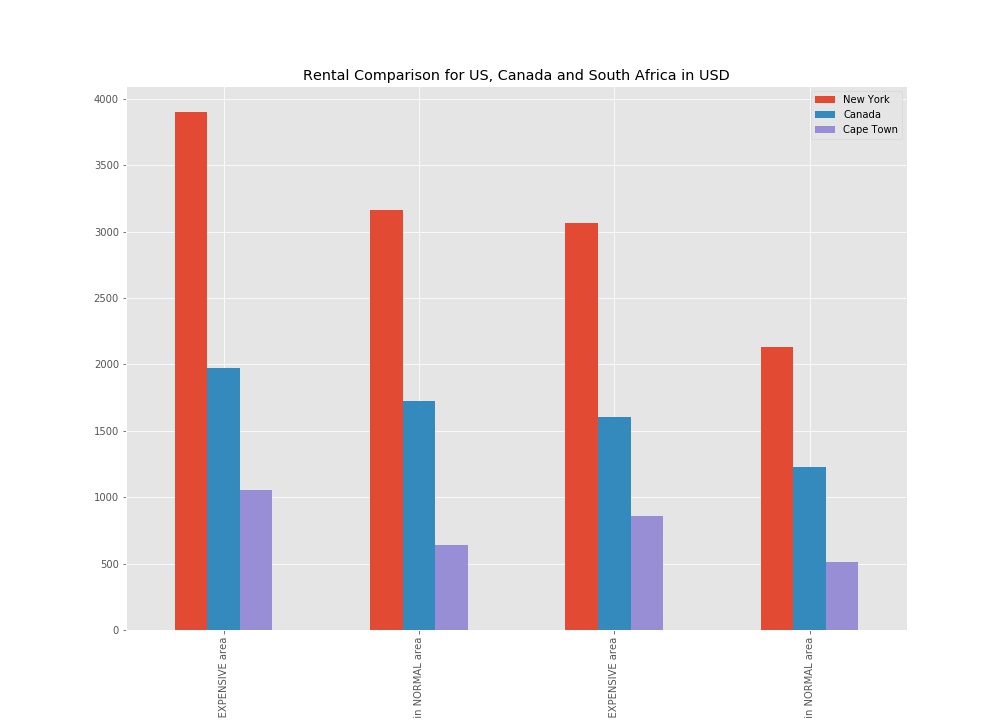 Rental Comparison for US, Canada and South Africa in USD
New York
Canada
Cape Town
4000
3500
3000
2500
2000
1500
1000
500
0
EXPENSIVE area
in NORMAL area
EXPENSIVE area
in NORMAL area